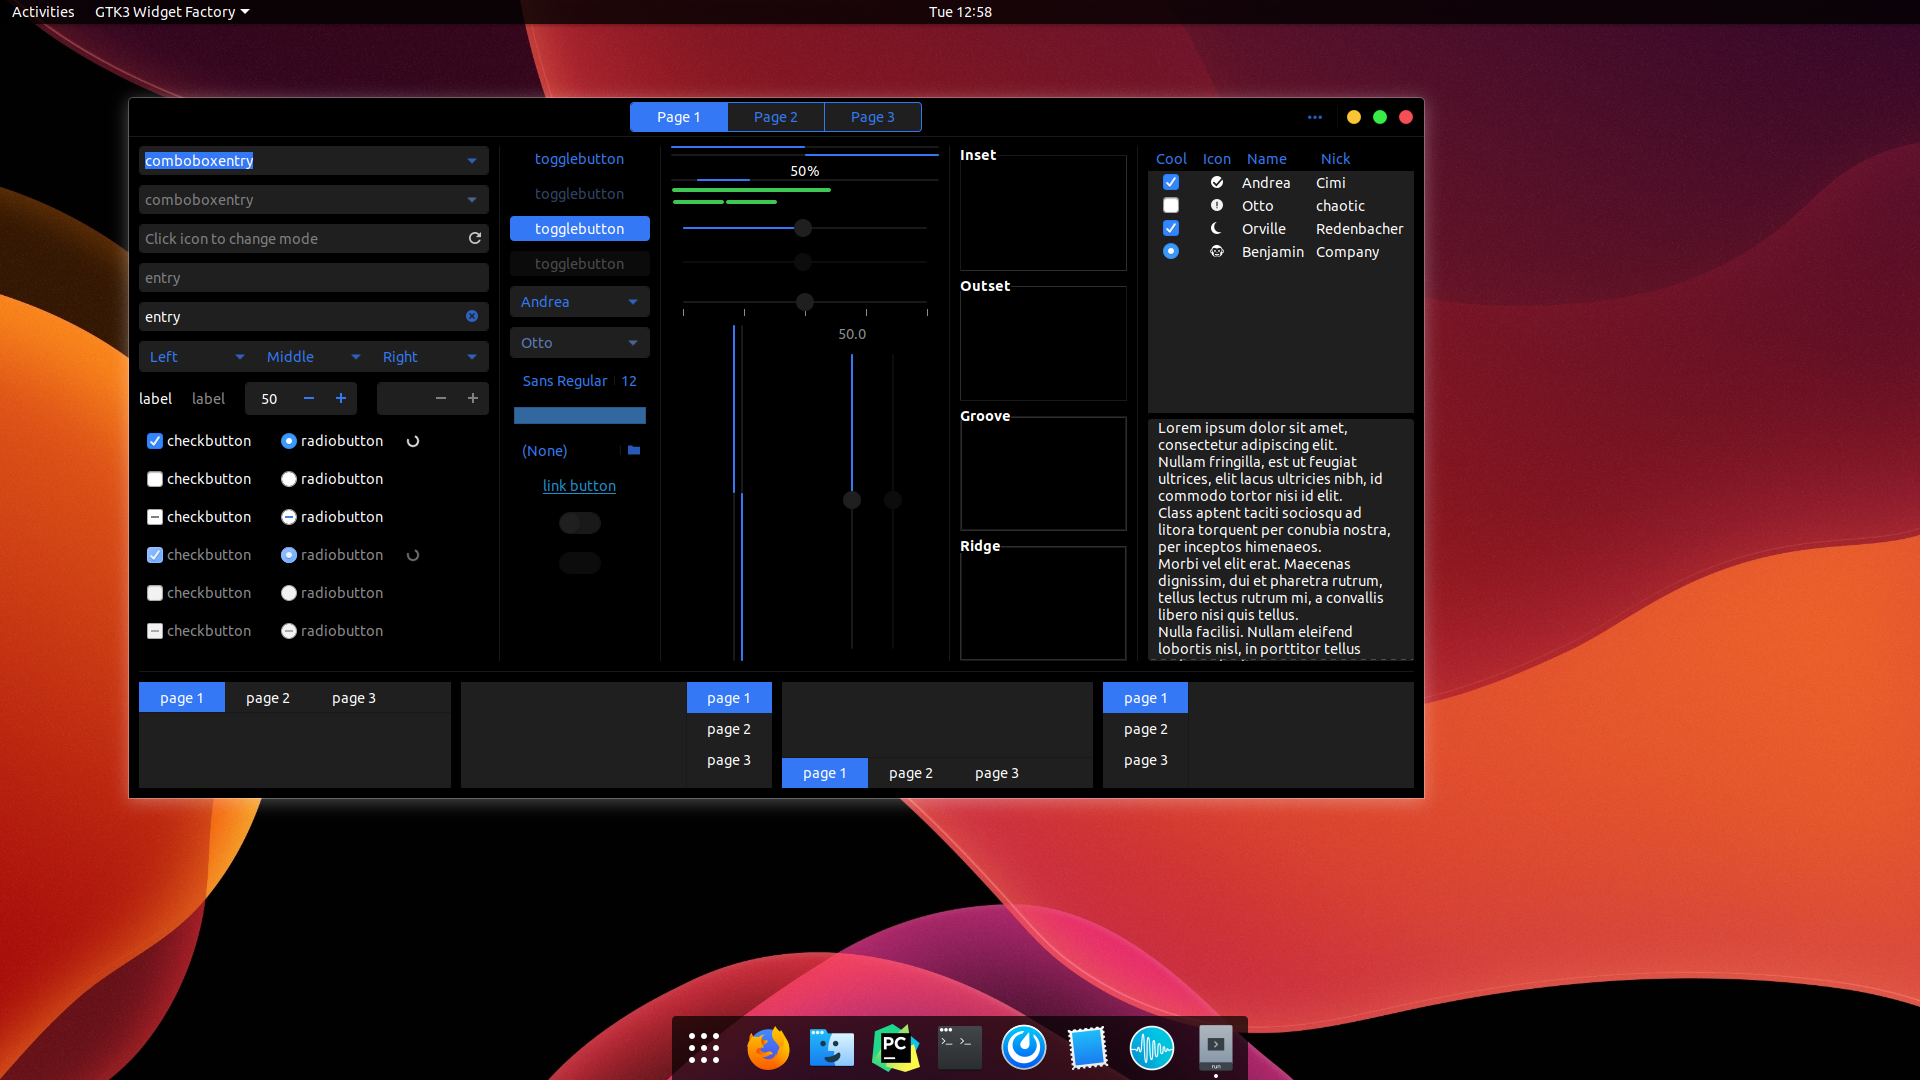 Activities
GTK3 Widget Factory
Tue 12:58
Page 1
Page 2
Page 3
comboboxentry
comboboxentry
Click icon to change mode
entry
entry
Left
Middle
Right
label
label
50
checkbutton
radiobutton
checkbutton
radiobutton
checkbutton
radiobutton
checkbutton
radiobutton
checkbutton
radiobutton
checkbutton
radiobutton
togglebutton
togglebutton
togglebutton
togglebutton
Andrea
Otto
Sans Regular
12
(None)
link button
50%
50.0
Inset
Outset
Groove
Ridge
Cool Icon Name Nick
Andrea Cimi
Otto chaotic
Orville Redenbacher
Benjamin Company
Lorem ipsum dolor sit amet,
consectetur adipiscing elit.
Nullam fringilla, est ut feugiat
ultrices, elit lacus ultricies nibh, id
commodo tortor nisi id elit.
Class aptent taciti sociosqu ad
litora torquent per conubia nostra,
per inceptos himenaeos.
Morbi vel elit erat. Maecenas
dignissim, dui et pharetra rutrum,
tellus lectus rutrum mi, a convallis
libero nisi quis tellus.
Nulla facilisi. Nullam eleifend
lobortis nisl, in porttitor tellus
page 1
page 2
page 3
page 1
page 2
page 3
page 1
page 2
page 3
page 1
page 2
page 3
PC
run